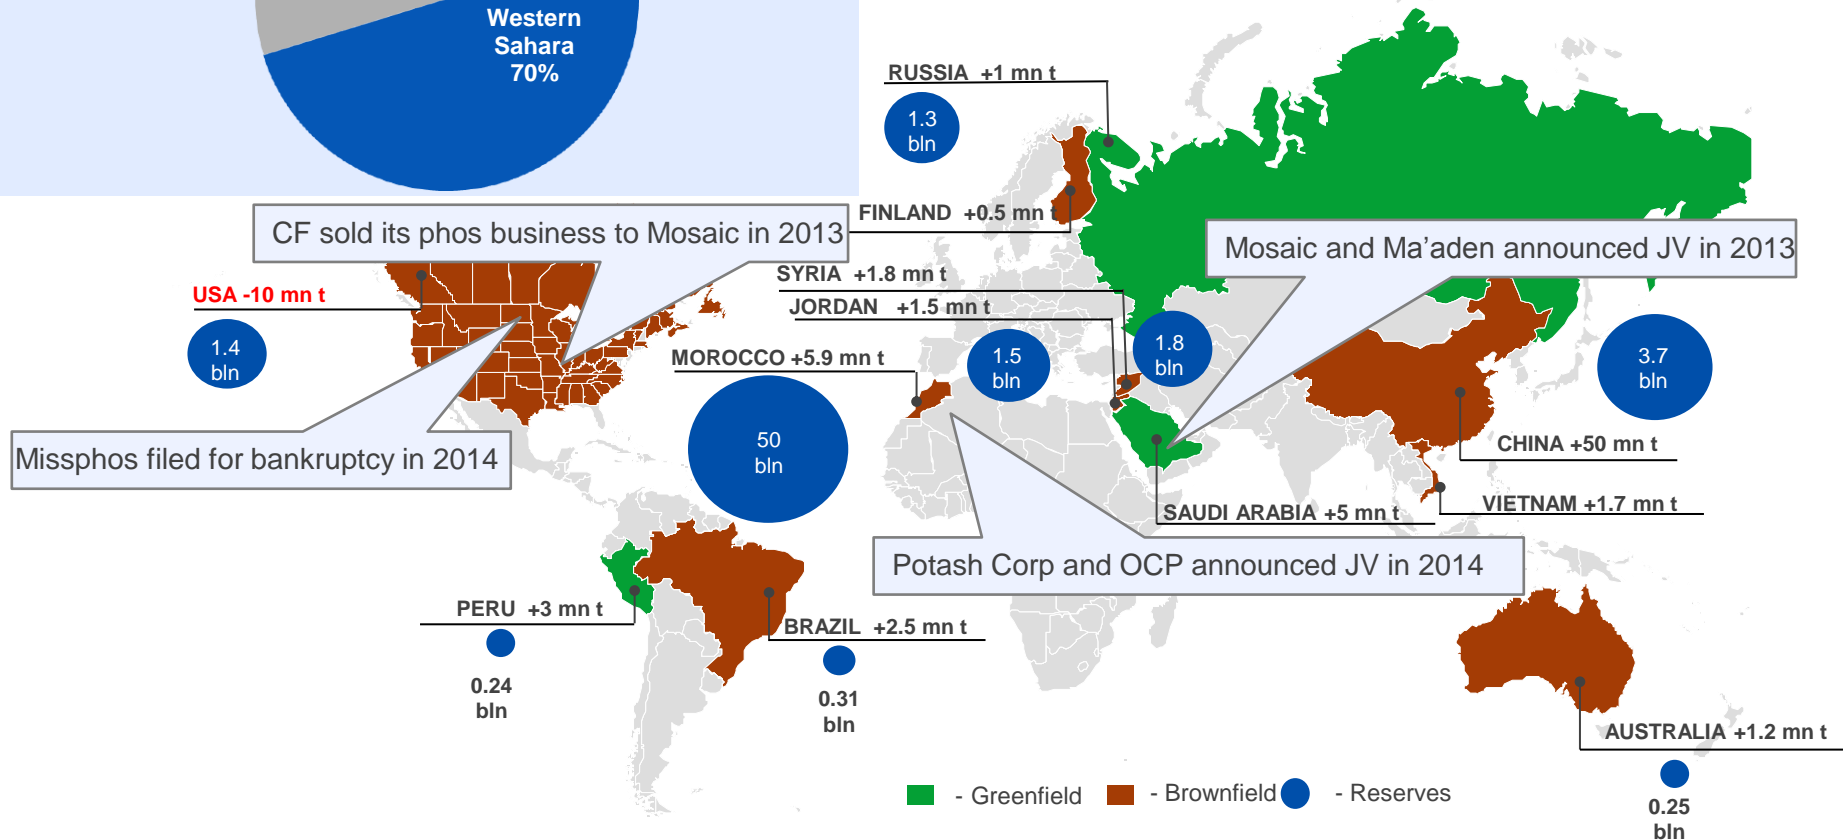 Western
Sahara
70%
RUSSIA +1 mn t
1.3
bln
CF sold its phos business to Mosaic in 2013
FINLAND +0.5 mn t
Mosaic and Ma'aden announced JV in 2013
SYRIA +1.8 mn t
USA -10 mn t
JORDAN +1.5 mn t
1.4
bln
MOROCCO +5.9 mn t
1.5
bln
1.8
bln
3.7
bln
Missphos filed for bankruptcy in 2014
50
bln
CHINA +50 mn t
SAUDI ARABIA +5 mn t
VIETNAM +1.7 mn t
Potash Corp and OCP announced JV in 2014
PERU +3 mn t
BRAZIL +2.5 mn t
0.24
bln
0.31
bln
AUSTRALIA +1.2 mn t
- Greenfield
- Brownfield
- Reserves
0.25
bln